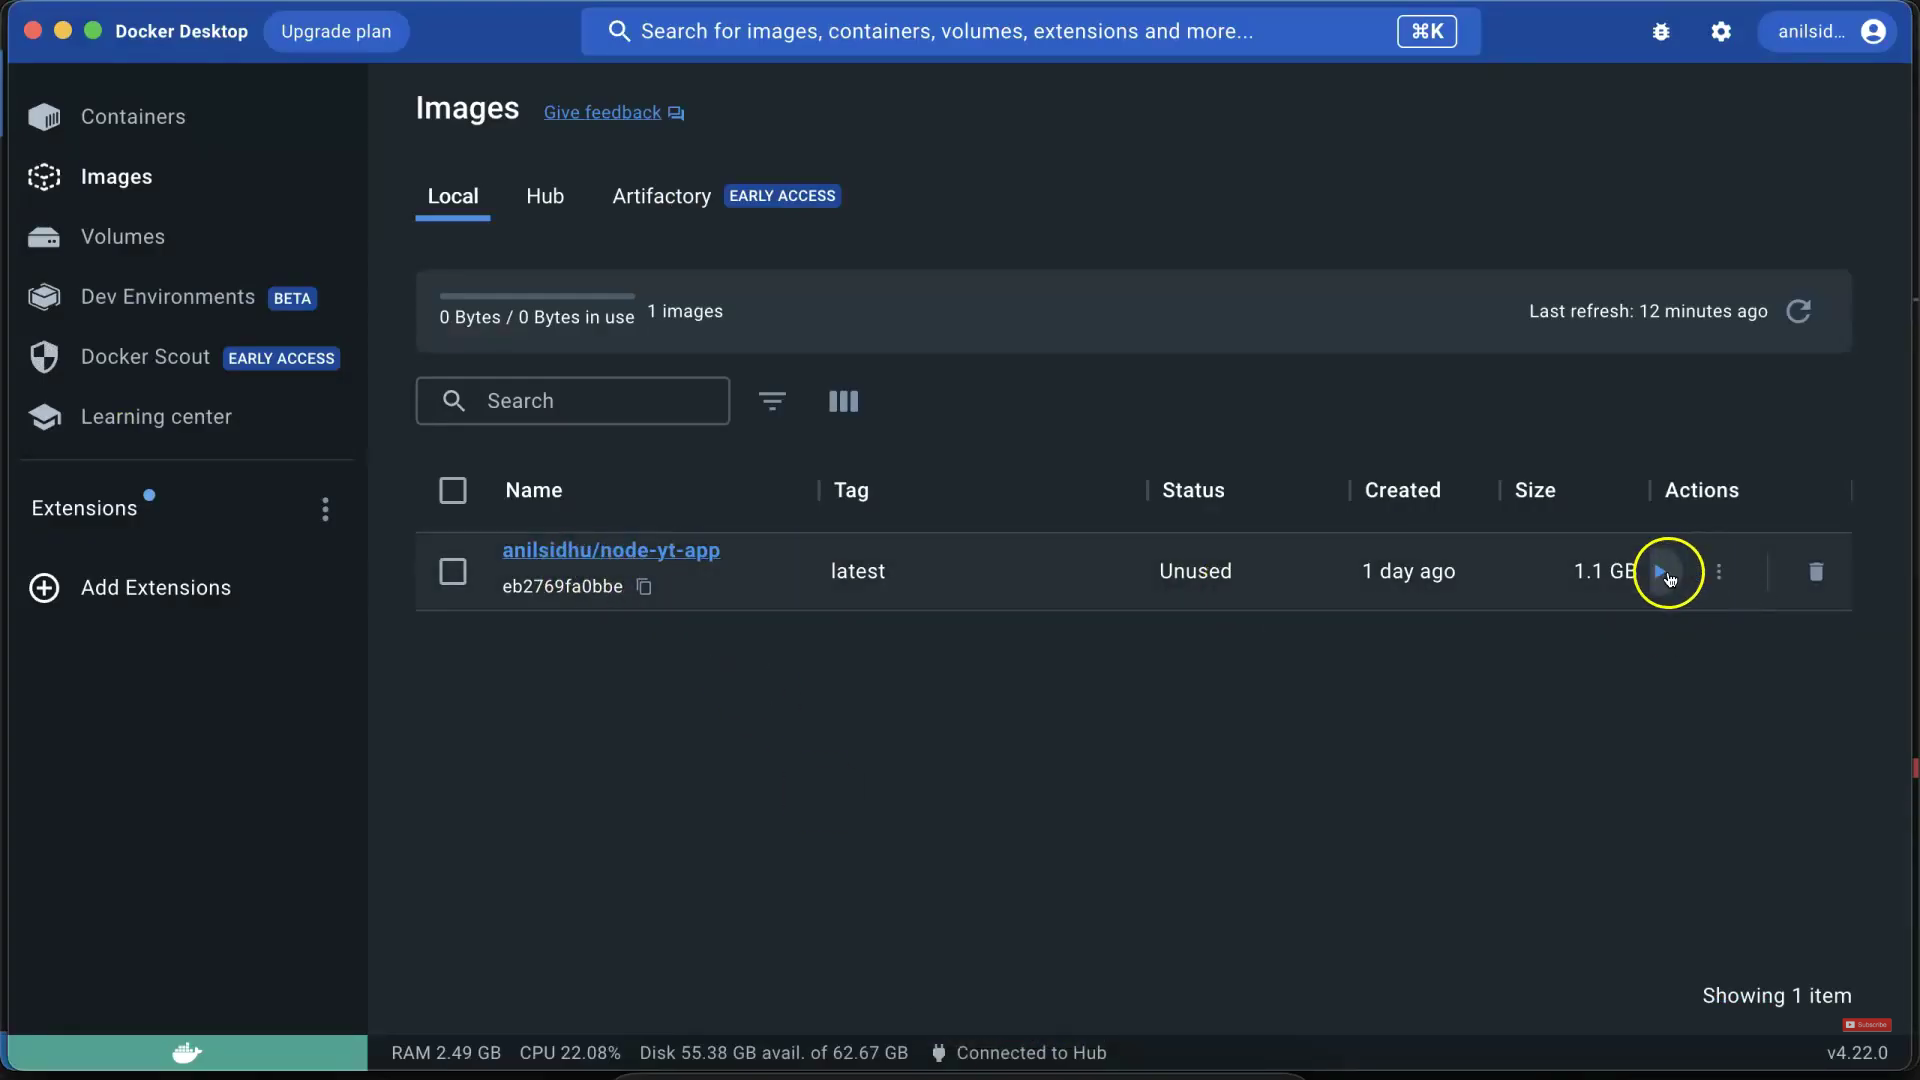 Docker Desktop Upgrade plan Search for images, containers, volumes, extensions and more... ⌘K anilsid...
Containers
Images
Volumes
Dev Environments BETA
Docker Scout EARLY ACCESS
Learning center
Extensions
Add Extensions
Images Give feedback
Local Hub Artifactory EARLY ACCESS
0 Bytes / 0 Bytes in use 1 images Last refresh: 12 minutes ago
Search
Name Tag Status Created Size Actions
anilsidhu/node-yt-app
eb2769fa0bbe
latest Unused 1 day ago 1.1 GB
Showing 1 item
Subscribe
RAM 2.49 GB CPU 22.08% Disk 55.38 GB avail. of 62.67 GB Connected to Hub v4.22.0